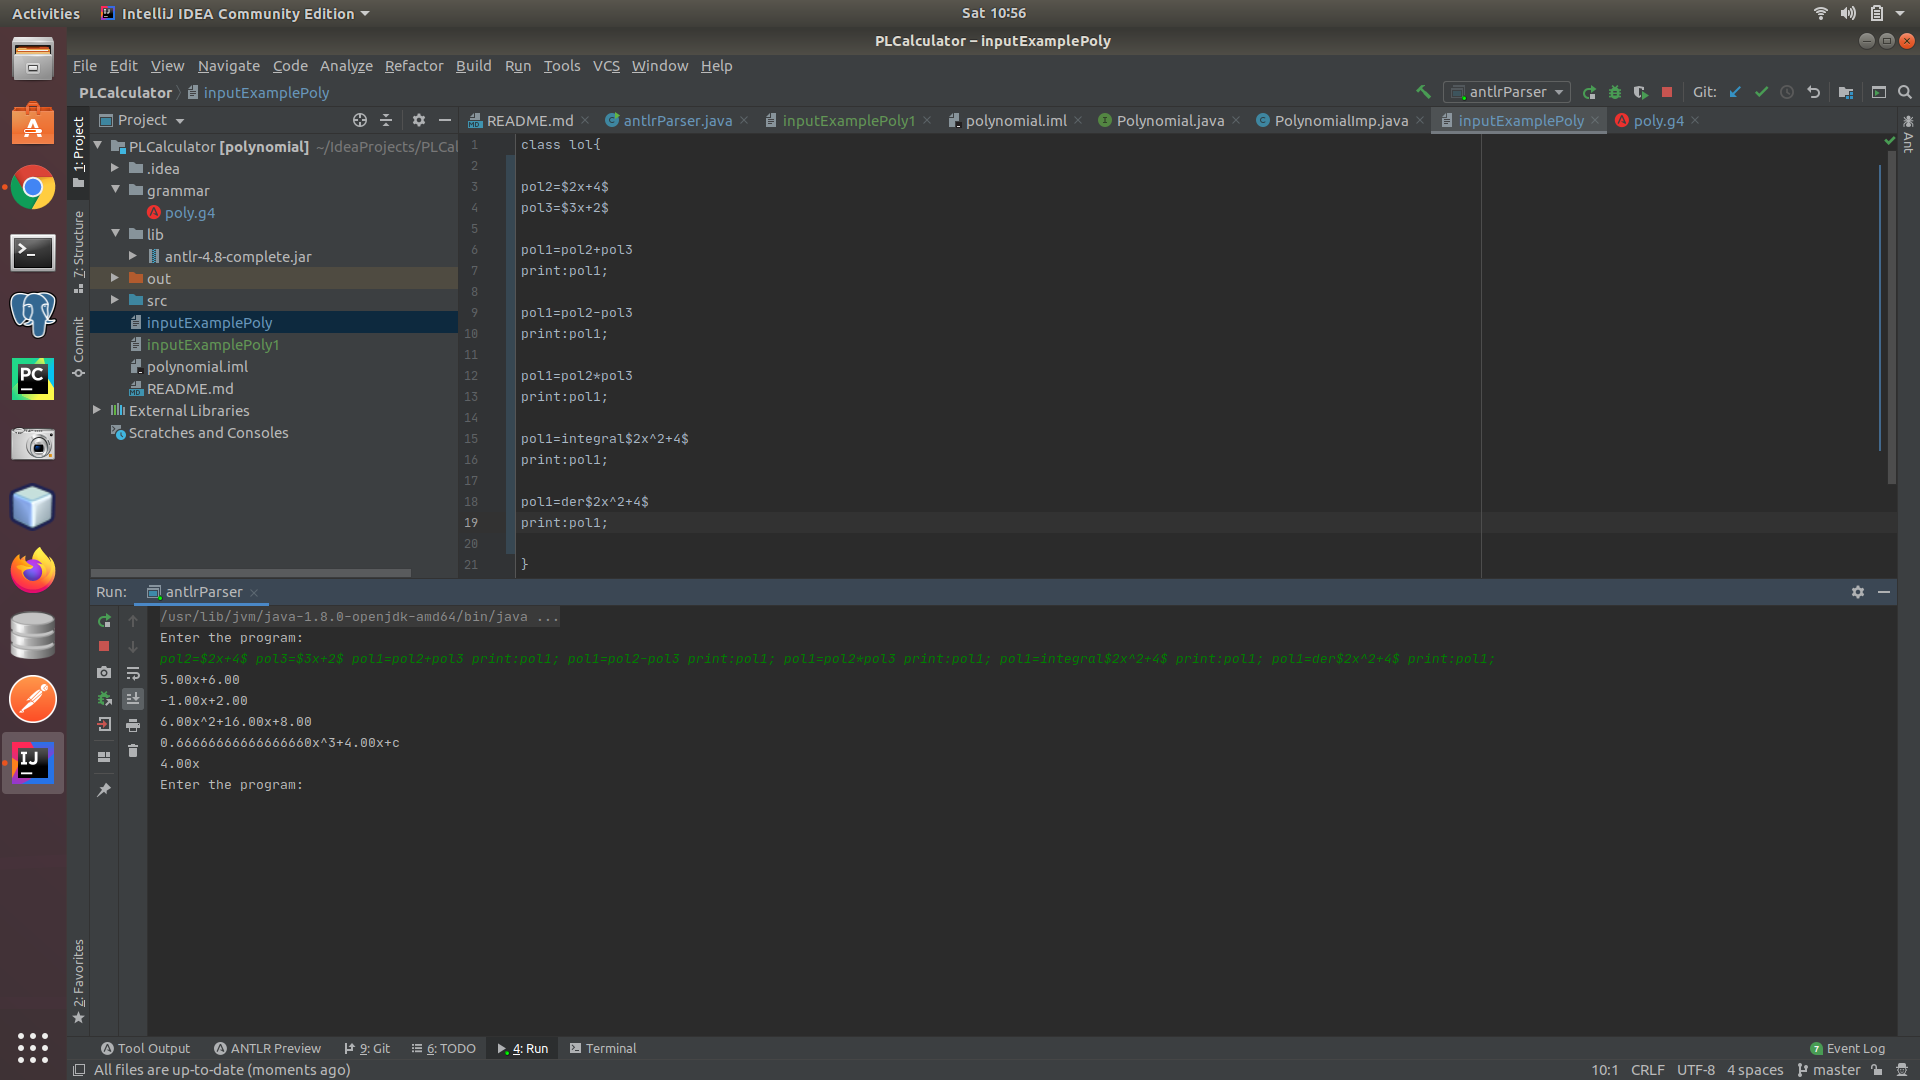 Activities IntelliJ IDEA Community Edition Sat 10:56
PLCalculator – inputExamplePoly
File Edit View Navigate Code Analyze Refactor Build Run Tools VCS Window Help
PLCalculator inputExamplePoly antlrParser Git:
1: Project
7: Structure
Commit
2: Favorites
Project
PLCalculator [polynomial] ~/IdeaProjects/PLCal
.idea
grammar
poly.g4
lib
antlr-4.8-complete.jar
out
src
inputExamplePoly
inputExamplePoly1
polynomial.iml
README.md
External Libraries
Scratches and Consoles
README.md antlrParser.java inputExamplePoly1 polynomial.iml Polynomial.java PolynomialImp.java inputExamplePoly poly.g4
Ant
1 class lol{
2
3 pol2=$2x+4$
4 pol3=$3x+2$
5
6 pol1=pol2+pol3
7 print:pol1;
8
9 pol1=pol2-pol3
10 print:pol1;
11
12 pol1=pol2*pol3
13 print:pol1;
14
15 pol1=integral$2x^2+4$
16 print:pol1;
17
18 pol1=der$2x^2+4$
19 print:pol1;
20
21 }
Run: antlrParser
/usr/lib/jvm/java-1.8.0-openjdk-amd64/bin/java ...
Enter the program:
pol2=$2x+4$ pol3=$3x+2$ pol1=pol2+pol3 print:pol1; pol1=pol2-pol3 print:pol1; pol1=pol2*pol3 print:pol1; pol1=integral$2x^2+4$ print:pol1; pol1=der$2x^2+4$ print:pol1;
5.00x+6.00
-1.00x+2.00
6.00x^2+16.00x+8.00
0.66666666666666660x^3+4.00x+c
4.00x
Enter the program:
Tool Output ANTLR Preview 9: Git 6: TODO 4: Run Terminal 7 Event Log
All files are up-to-date (moments ago) 10:1 CRLF UTF-8 4 spaces master